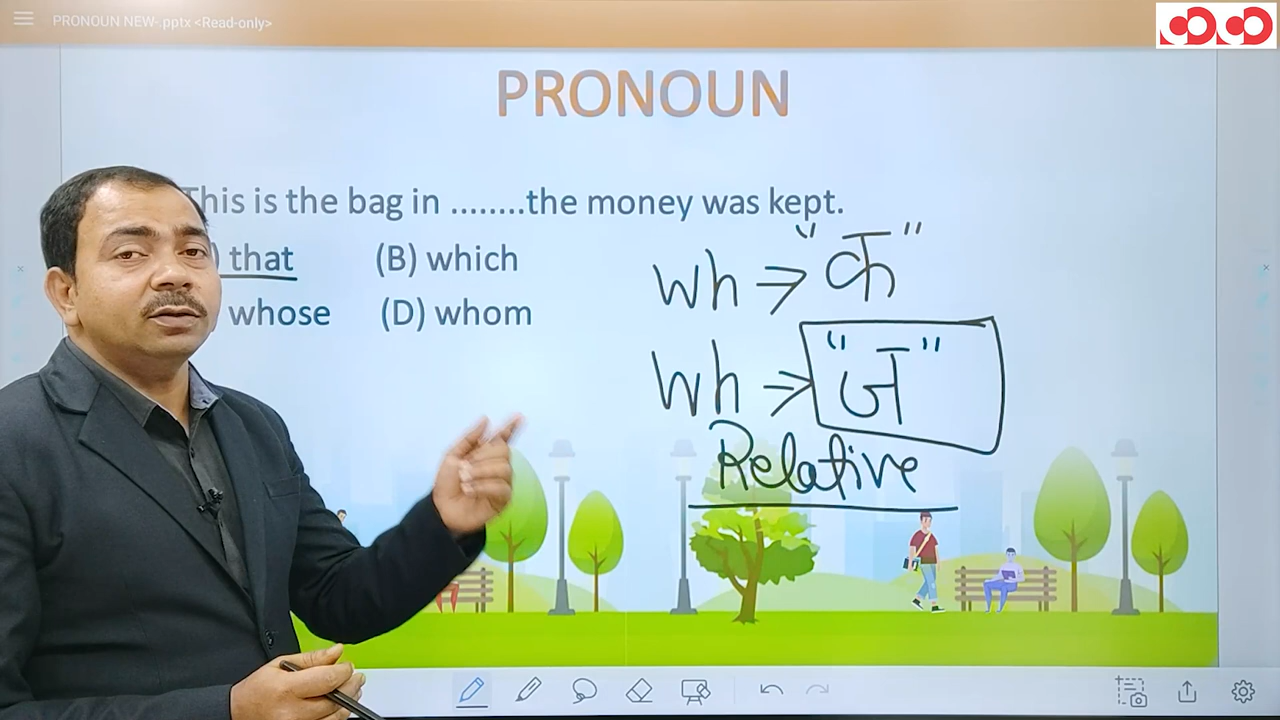 PRONOUN NEW-.pptx <Read-only>
PRONOUN
This is the bag in ........the money was kept.
) that (B) which
whose (D) whom
wh → "क"
wh → "ज"
Relative